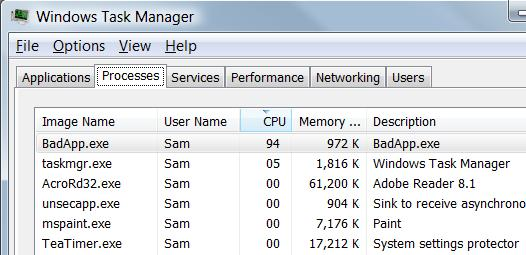 Windows Task Manager
File Options View Help
Applications Processes Services Performance Networking Users
Image Name User Name CPU Memory ... Description
BadApp.exe Sam 94 972 K BadApp.exe
taskmgr.exe Sam 05 1,816 K Windows Task Manager
AcroRd32.exe Sam 00 61,200 K Adobe Reader 8.1
unsecapp.exe Sam 00 904 K Sink to receive asynchrono
mspaint.exe Sam 00 7,176 K Paint
TeaTimer.exe Sam 00 17,212 K System settings protector